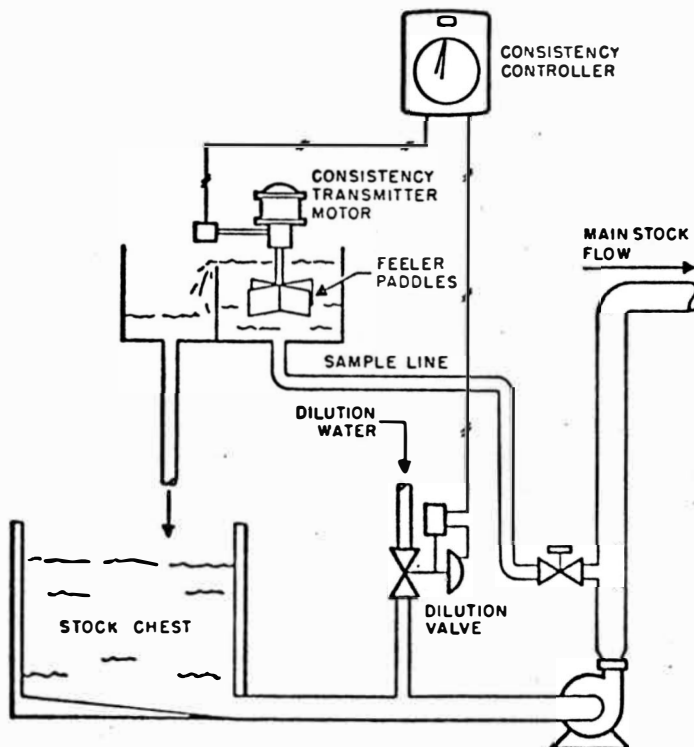 CONSISTENCY
CONTROLLER
CONSISTENCY
TRANSMITTER
MOTOR
MAIN STOCK
FLOW
FEELER
PADDLES
SAMPLE LINE
DILUTION
WATER
DILUTION
VALVE
STOCK CHEST